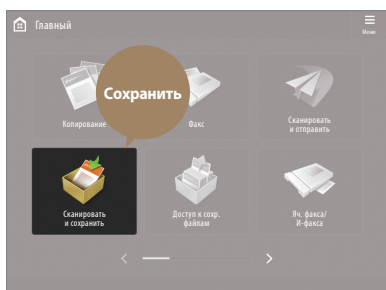 Главный
Меню
Сохранить
Копирование
Факс
Сканировать
и отправить
Сканировать
и сохранить
Доступ к сохр.
файлам
Яч. факса/
И-факса